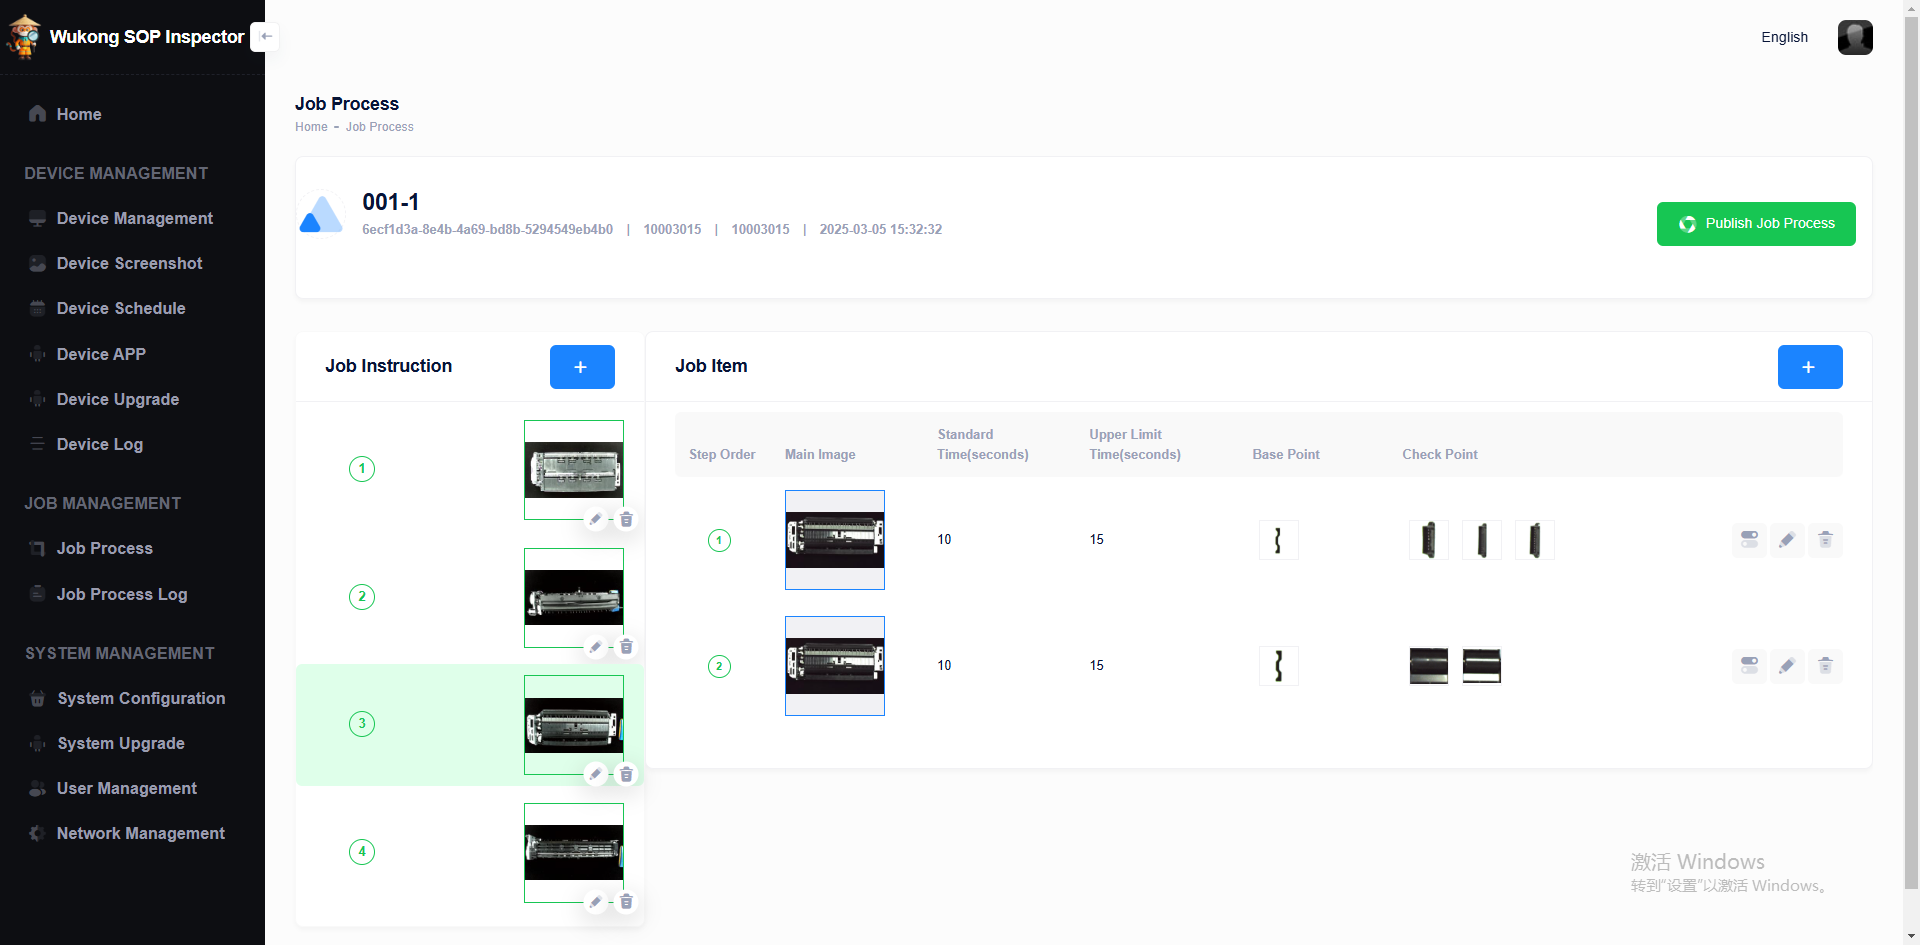 Wukong SOP Inspector
English
Home
DEVICE MANAGEMENT
Device Management
Device Screenshot
Device Schedule
Device APP
Device Upgrade
Device Log
JOB MANAGEMENT
Job Process
Job Process Log
SYSTEM MANAGEMENT
System Configuration
System Upgrade
User Management
Network Management
Job Process
Home - Job Process
001-1
6ecf1d3a-8e4b-4a69-bd8b-5294549eb4b0 | 10003015 | 10003015 | 2025-03-05 15:32:32
Publish Job Process
Job Instruction
+
1
2
3
4
Job Item
+
Step Order Main Image Standard Time(seconds) Upper Limit Time(seconds) Base Point Check Point
1 10 15
2 10 15
激活 Windows
转到“设置”以激活 Windows。